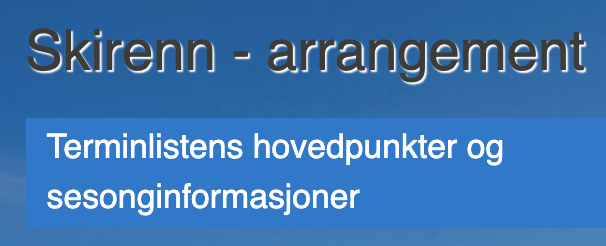 Skirenn - arrangement
Terminlistens hovedpunkter og
sesonginformasjoner